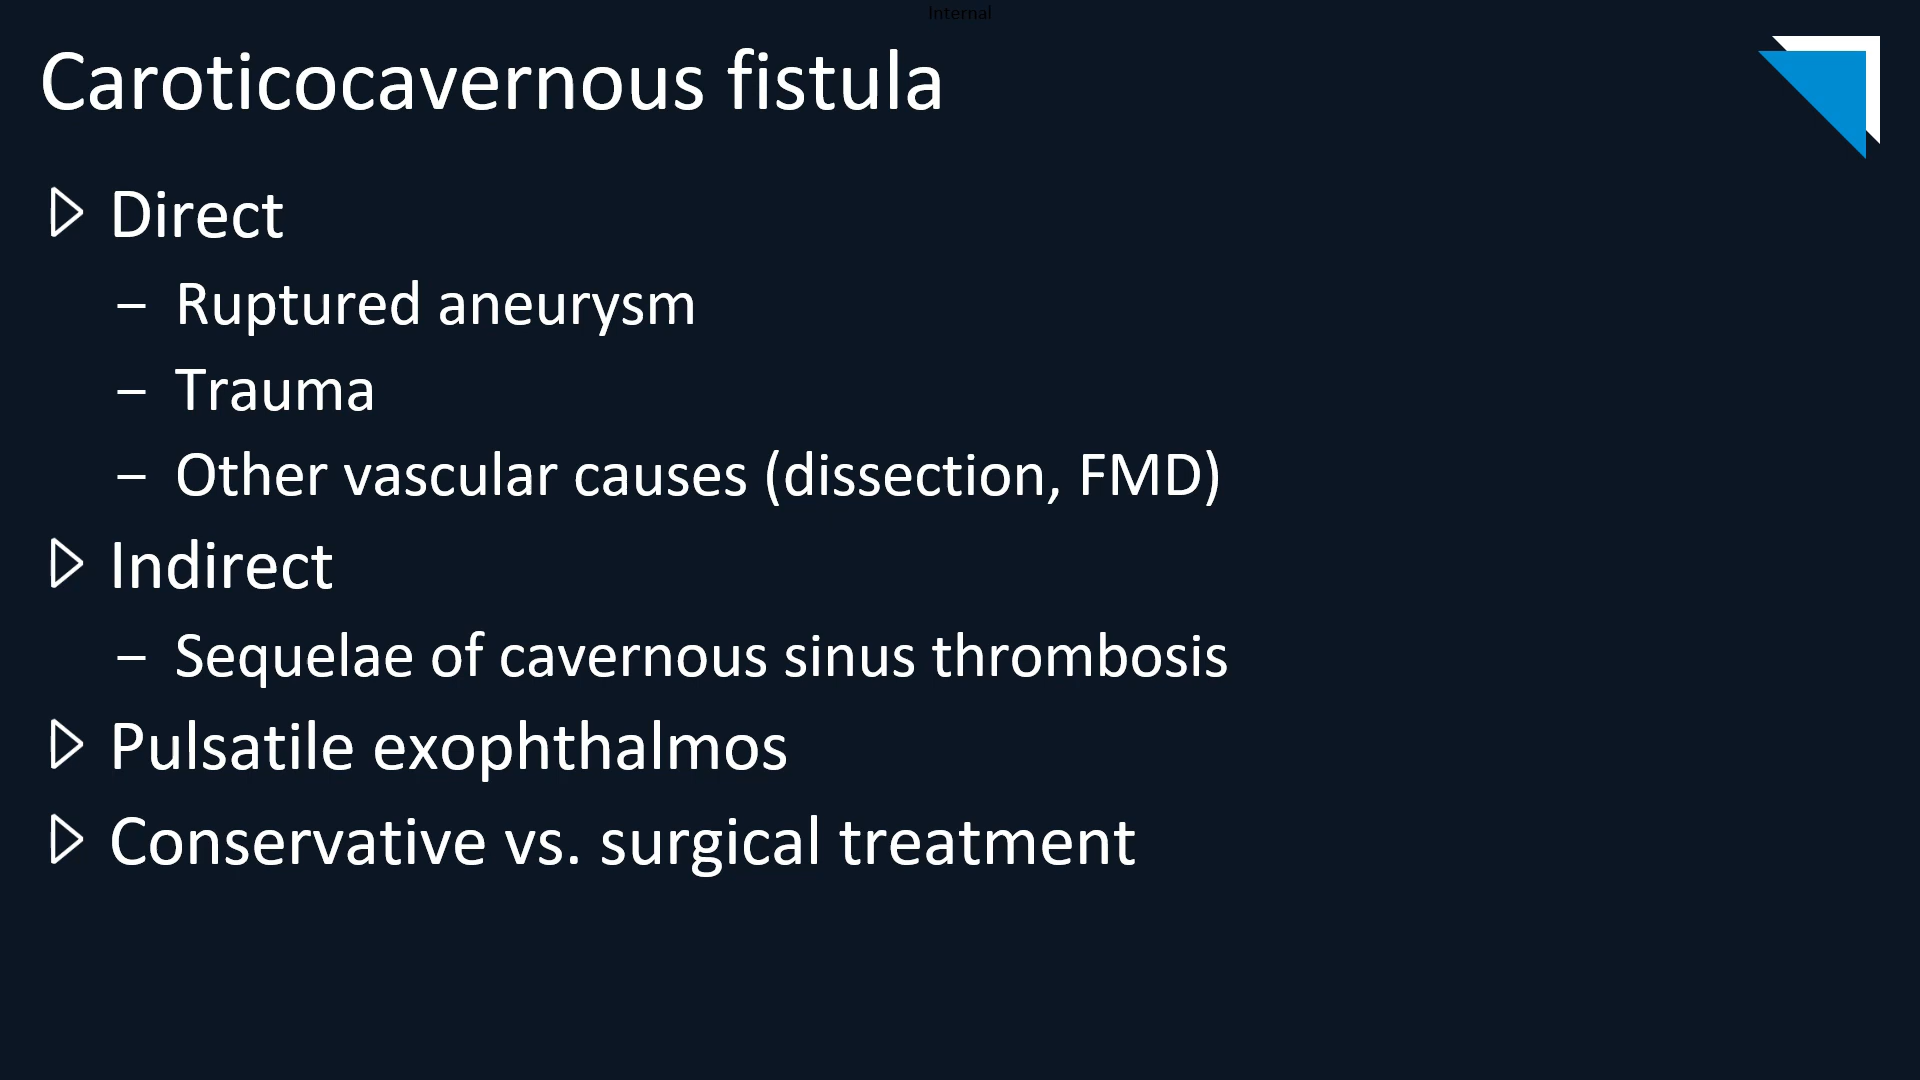 Internal
Caroticocavernous fistula
Direct
– Ruptured aneurysm
– Trauma
– Other vascular causes (dissection, FMD)
Indirect
– Sequelae of cavernous sinus thrombosis
Pulsatile exophthalmos
Conservative vs. surgical treatment